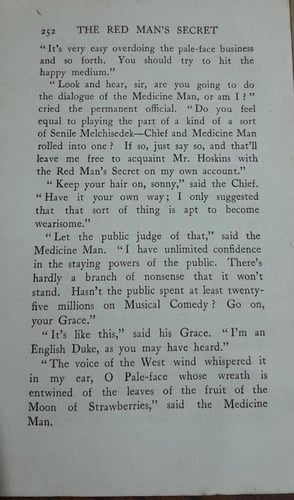 252 THE RED MAN'S SECRET
"It's very easy overdoing the pale-face business
and so forth. You should try to hit the
happy medium."
"Look and hear, sir, are you going to do
the dialogue of the Medicine Man, or am I?"
cried the permanent official. "Do you feel
equal to playing the part of a kind of a sort
of Senile Melchisedek—Chief and Medicine Man
rolled into one? If so, just say so, and that'll
leave me free to acquaint Mr. Hoskins with
the Red Man's Secret on my own account."
"Keep your hair on, sonny," said the Chief.
"Have it your own way; I only suggested
that that sort of thing is apt to become
wearisome."
"Let the public judge of that," said the
Medicine Man. "I have unlimited confidence
in the staying powers of the public. There's
hardly a branch of nonsense that it won't
stand. Hasn't the public spent at least twenty-
five millions on Musical Comedy? Go on,
your Grace."
"It's like this," said his Grace. "I'm an
English Duke, as you may have heard."
"The voice of the West wind whispered it
in my ear, O Pale-face whose wreath is
entwined of the leaves of the fruit of the
Moon of Strawberries," said the Medicine
Man.